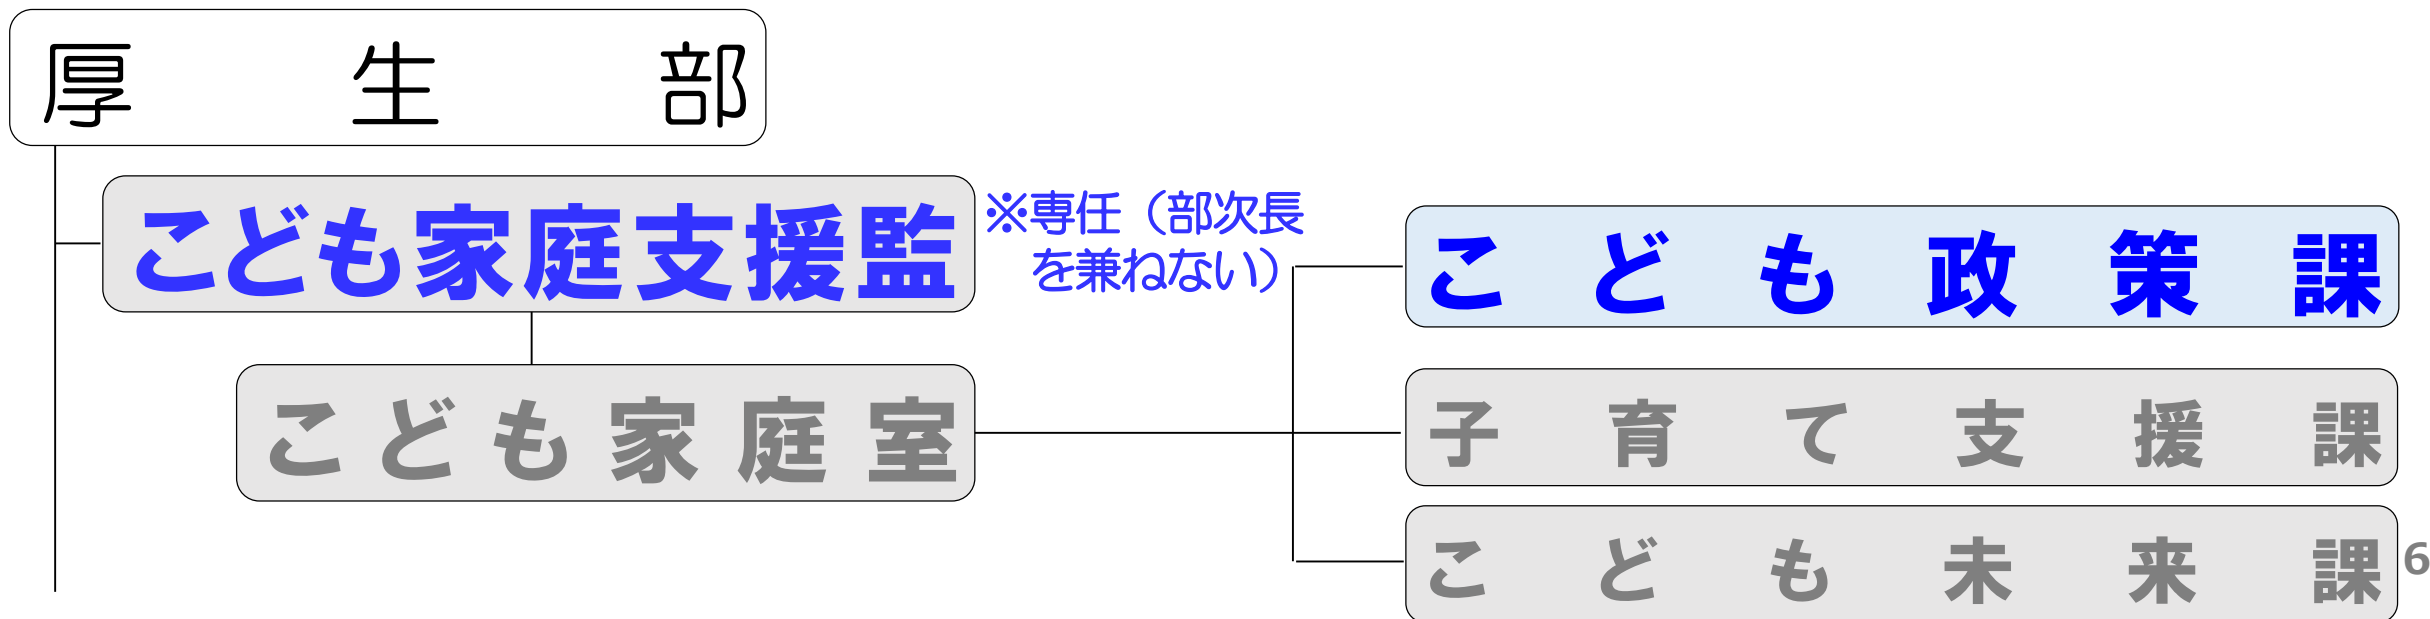 厚生部
こども家庭支援監
※専任（部次長
を兼ねない）
こども家庭室
こども政策課
子育て支援課
こども未来課
6